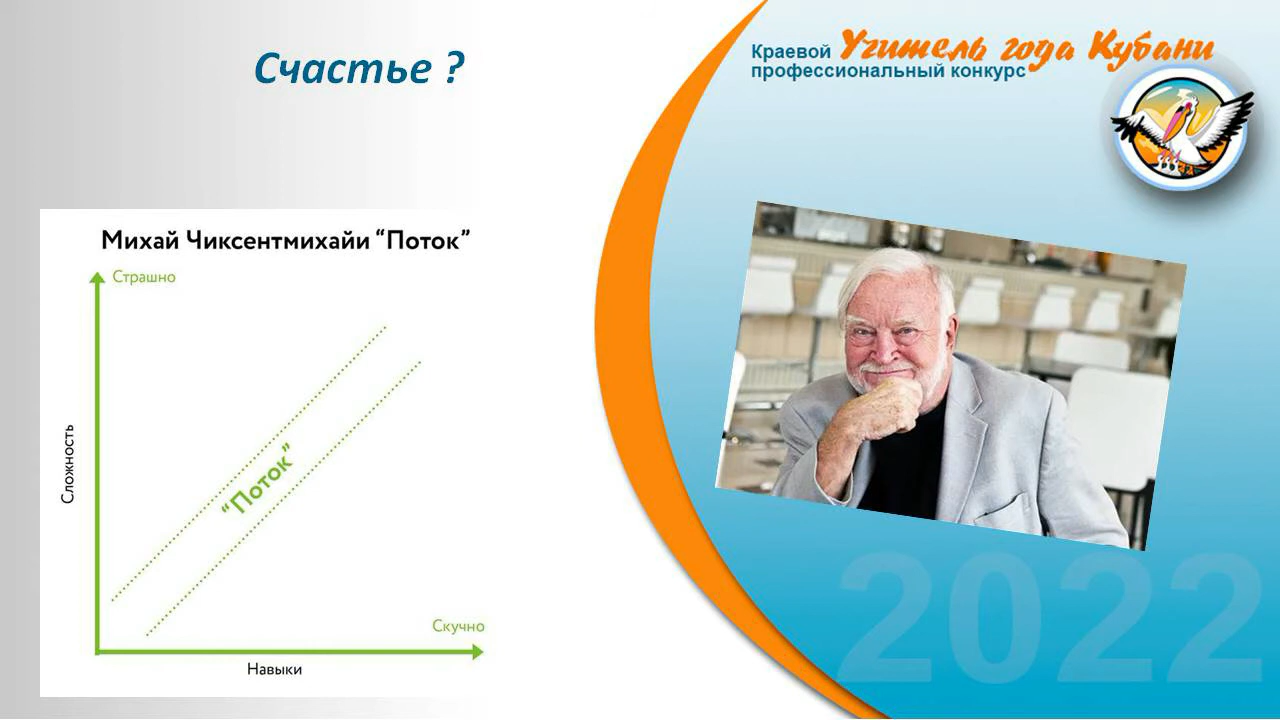 Счастье ?
Краевой Учитель года Кубани
профессиональный конкурс
Михай Чиксентмихайи “Поток”
Страшно
Сложность
“Поток”
Скучно
Навыки
2022